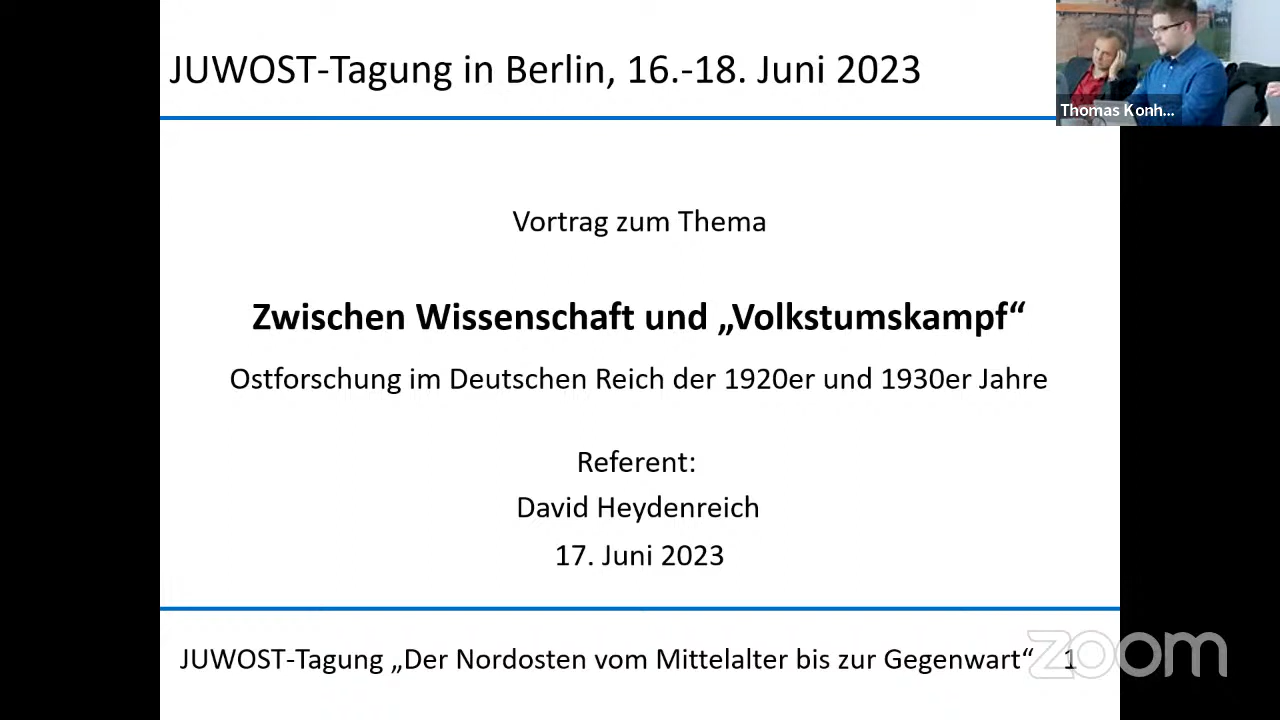 JUWOST-Tagung in Berlin, 16.-18. Juni 2023
Thomas Konh...
Vortrag zum Thema
Zwischen Wissenschaft und „Volkstumskampf“
Ostforschung im Deutschen Reich der 1920er und 1930er Jahre
Referent:
David Heydenreich
17. Juni 2023
JUWOST-Tagung „Der Nordosten vom Mittelalter bis zur Gegenwart“ 1
zoom